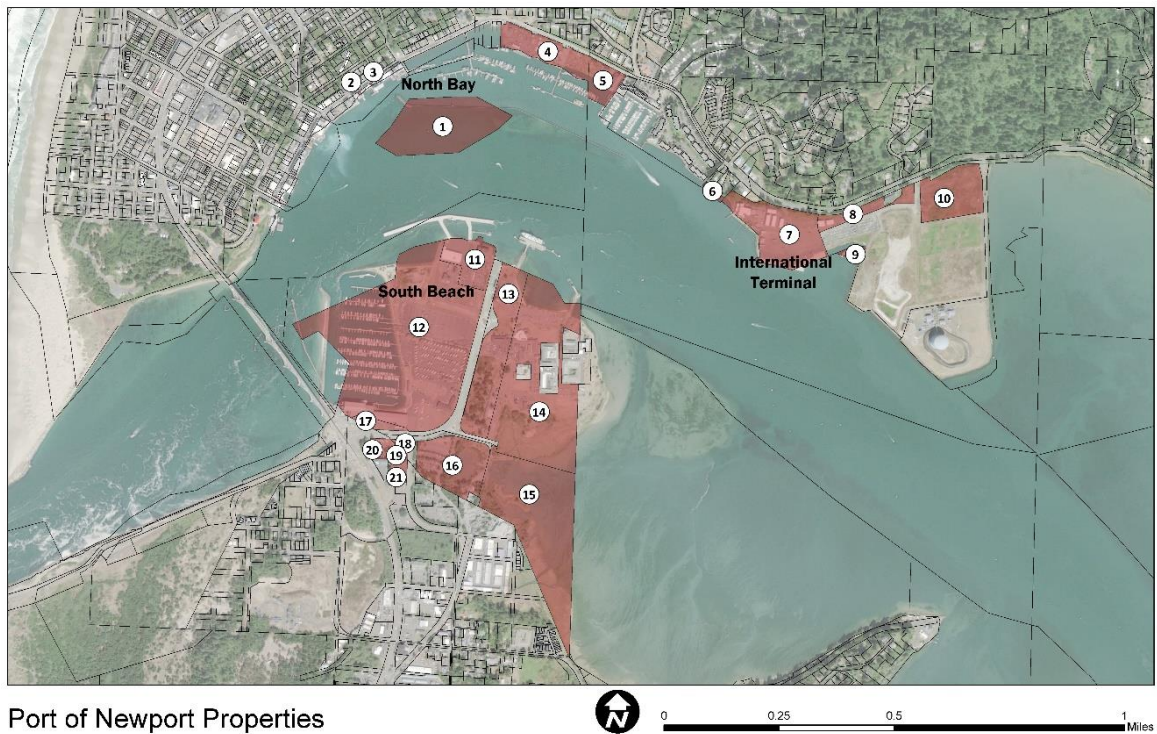 4
3
2
5
North Bay
1
6
10
8
7
9
International
Terminal
11
South Beach
13
12
14
17
18
20
19
16
21
15
Port of Newport Properties
N
0 0.25 0.5 1
Miles